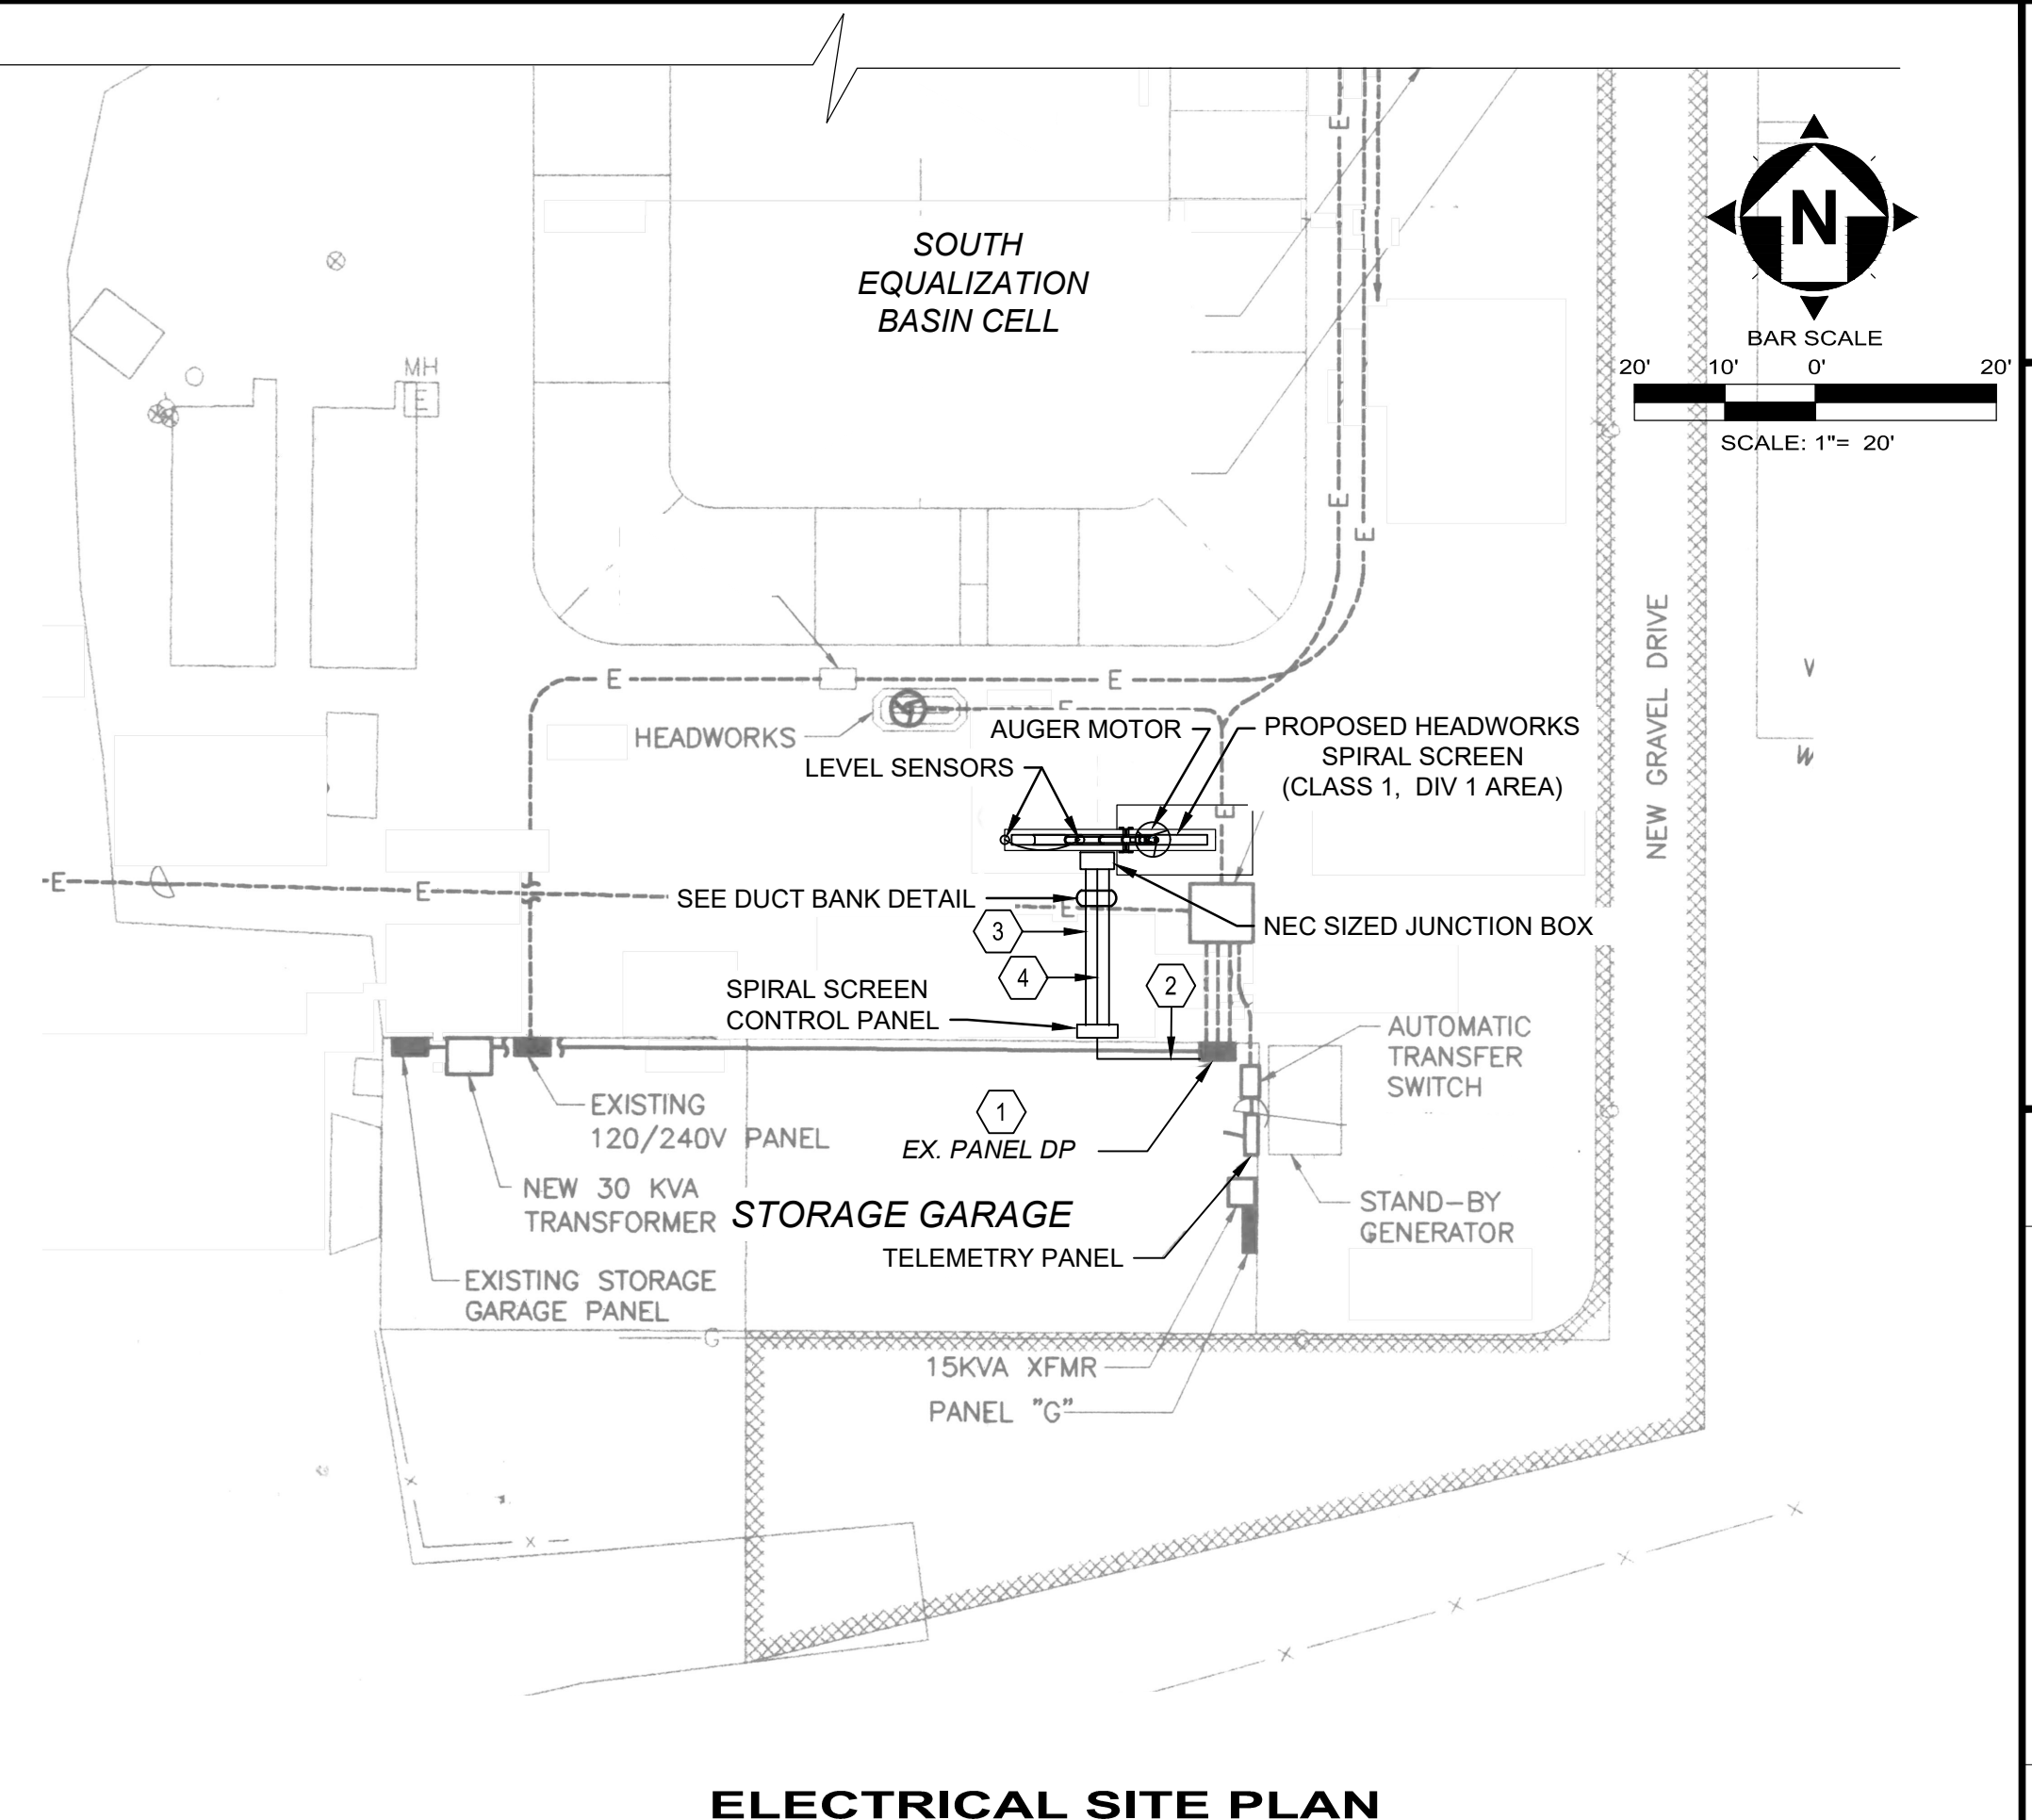 E
N
BAR SCALE
20' 10' 0' 20'
SCALE: 1"= 20'
SOUTH
EQUALIZATION
BASIN CELL
MH
E
E
E
NEW GRAVEL DRIVE
V
W
E
E
E
HEADWORKS
AUGER MOTOR
PROPOSED HEADWORKS
SPIRAL SCREEN
(CLASS 1, DIV 1 AREA)
LEVEL SENSORS
E
E
E
SEE DUCT BANK DETAIL
E
NEC SIZED JUNCTION BOX
3
4
2
SPIRAL SCREEN
CONTROL PANEL
AUTOMATIC
TRANSFER
SWITCH
EXISTING
120/240V PANEL
1
EX. PANEL DP
NEW 30 KVA
TRANSFORMER
STORAGE GARAGE
STAND-BY
GENERATOR
TELEMETRY PANEL
EXISTING STORAGE
GARAGE PANEL
G
15KVA XFMR
PANEL "G"
ELECTRICAL SITE PLAN